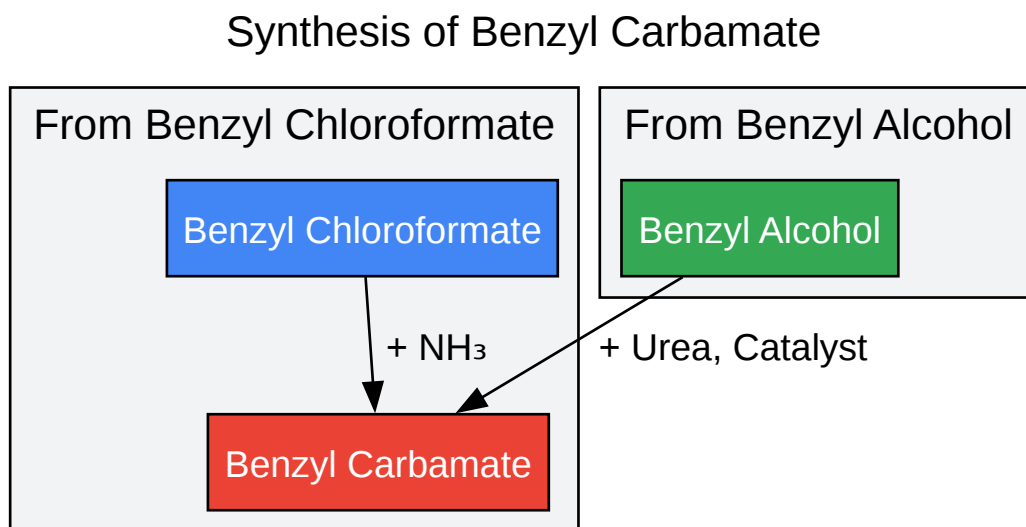 Synthesis of Benzyl Carbamate
From Benzyl Chloroformate
From Benzyl Alcohol
Benzyl Chloroformate
Benzyl Alcohol
+ NH₃
+ Urea, Catalyst
Benzyl Carbamate